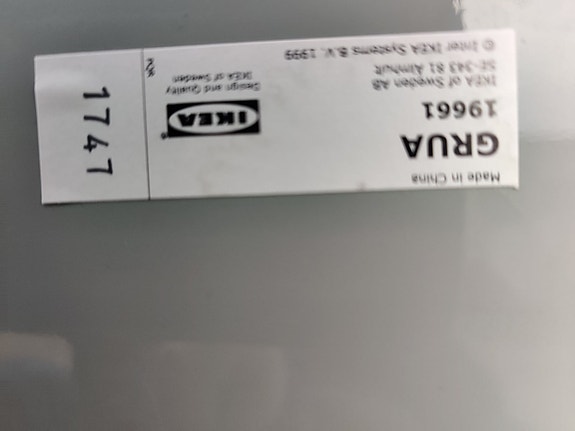 Made in China
GRUA
19661
IKEA of Sweden AB
SE-343 81 Älmhult
© Inter IKEA Systems B.V. 1999
IKEA®
Design and Quality
IKEA of Sweden
1747